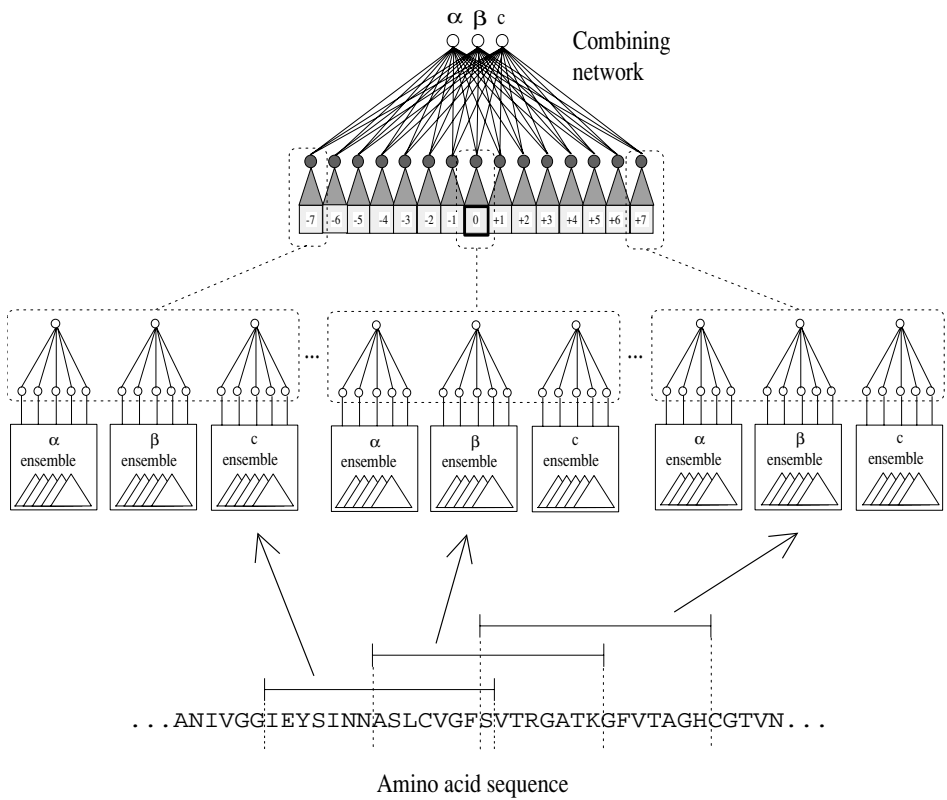 α β c
Combining
network
-7 -6 -5 -4 -3 -2 -1 0 +1 +2 +3 +4 +5 +6 +7
... ...
α β c α β c α β c
ensemble ensemble ensemble ensemble ensemble ensemble ensemble ensemble ensemble
...ANIVGGIEYSINNASLCVGFSVTRGATKGFVTAGHCGTVN...
Amino acid sequence